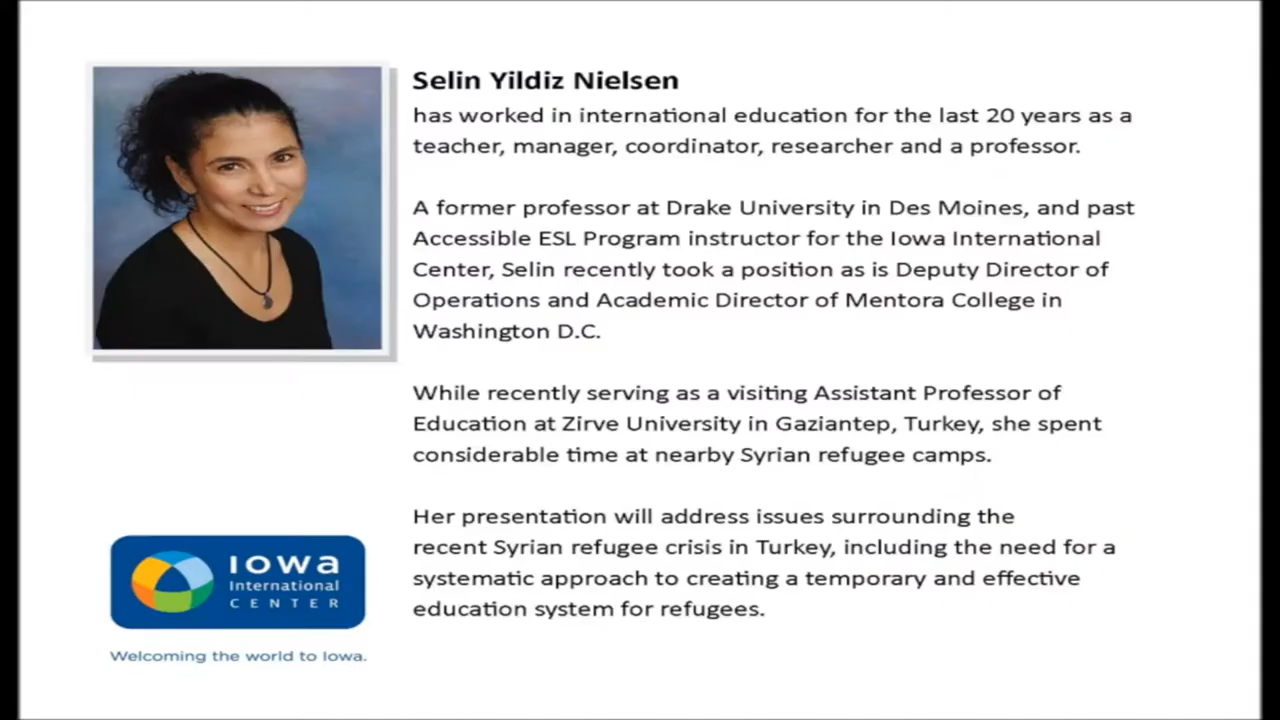 Selin Yildiz Nielsen
has worked in international education for the last 20 years as a
teacher, manager, coordinator, researcher and a professor.
A former professor at Drake University in Des Moines, and past
Accessible ESL Program instructor for the Iowa International
Center, Selin recently took a position as is Deputy Director of
Operations and Academic Director of Mentora College in
Washington D.C.
While recently serving as a visiting Assistant Professor of
Education at Zirve University in Gaziantep, Turkey, she spent
considerable time at nearby Syrian refugee camps.
Her presentation will address issues surrounding the
recent Syrian refugee crisis in Turkey, including the need for a
systematic approach to creating a temporary and effective
education system for refugees.
Iowa
International
CENTER
Welcoming the world to Iowa.